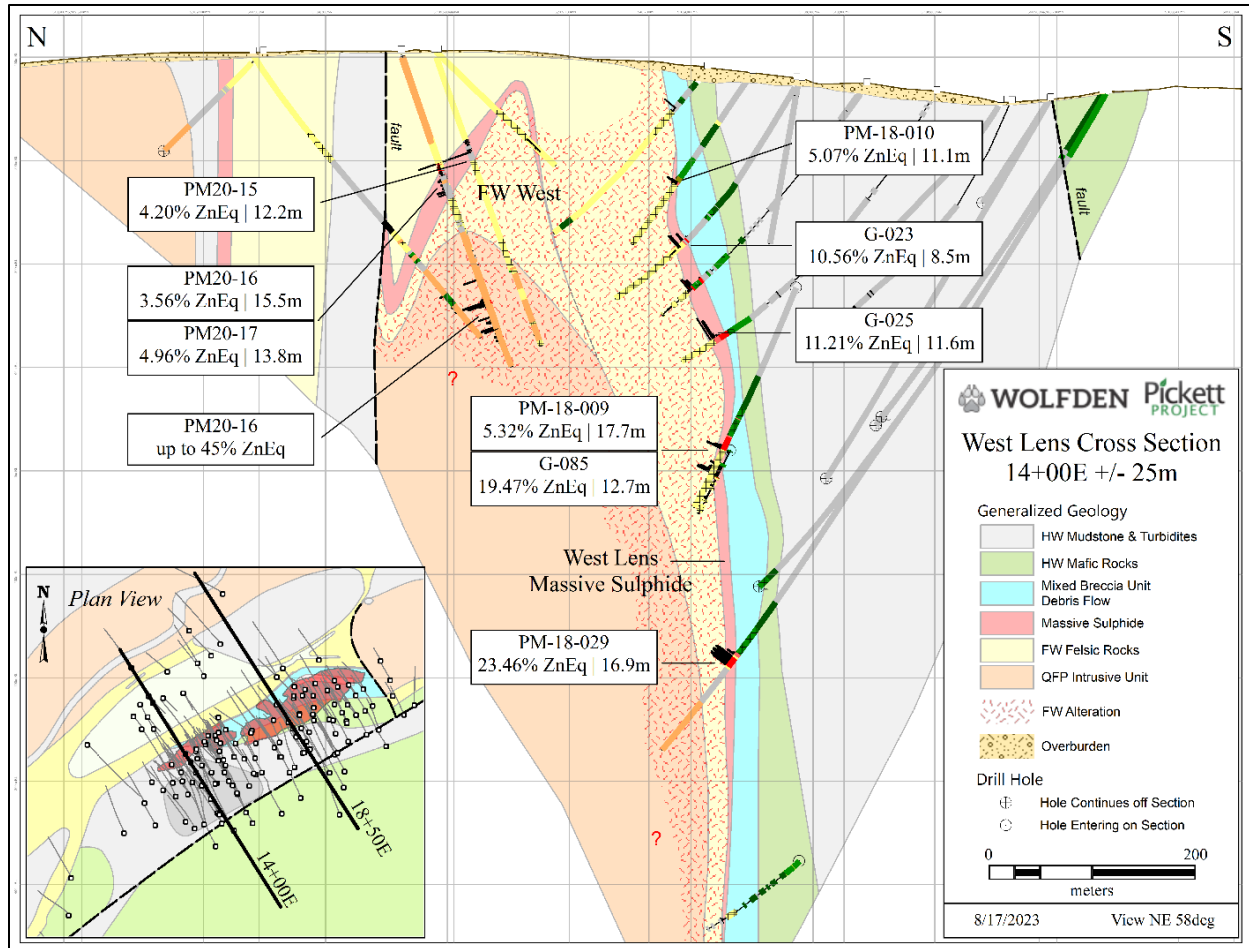 N
S
fault
FW West
fault
PM20-15
4.20% ZnEq | 12.2m
PM20-16
3.56% ZnEq | 15.5m
PM20-17
4.96% ZnEq | 13.8m
PM20-16
up to 45% ZnEq
PM-18-010
5.07% ZnEq | 11.1m
G-023
10.56% ZnEq | 8.5m
G-025
11.21% ZnEq | 11.6m
PM-18-009
5.32% ZnEq | 17.7m
G-085
19.47% ZnEq | 12.7m
West Lens
Massive Sulphide
PM-18-029
23.46% ZnEq | 16.9m
?
?
N
Plan View
18+50E
14+00E
WOLFDEN
Pickett
PROJECT
West Lens Cross Section
14+00E +/- 25m
Generalized Geology
HW Mudstone & Turbidites
HW Mafic Rocks
Mixed Breccia Unit
Debris Flow
Massive Sulphide
FW Felsic Rocks
QFP Intrusive Unit
FW Alteration
Overburden
Drill Hole
Hole Continues off Section
Hole Entering on Section
0 200
meters
8/17/2023 View NE 58deg